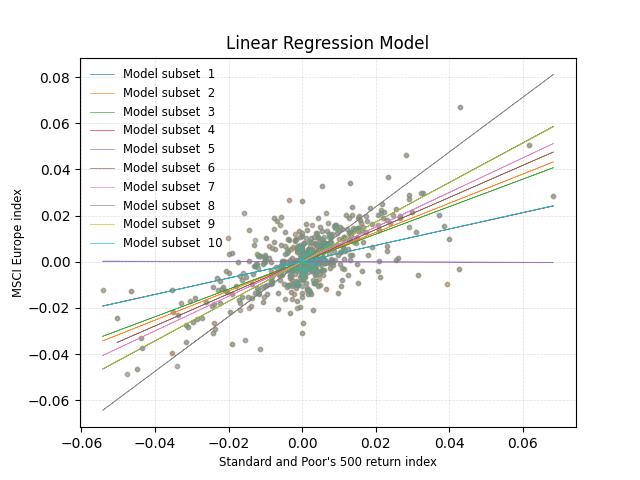 Linear Regression Model
MSCI Europe index
0.08
0.06
0.04
0.02
0.00
−0.02
−0.04
−0.06
Model subset 1
Model subset 2
Model subset 3
Model subset 4
Model subset 5
Model subset 6
Model subset 7
Model subset 8
Model subset 9
Model subset 10
−0.06 −0.04 −0.02 0.00 0.02 0.04 0.06
Standard and Poor's 500 return index